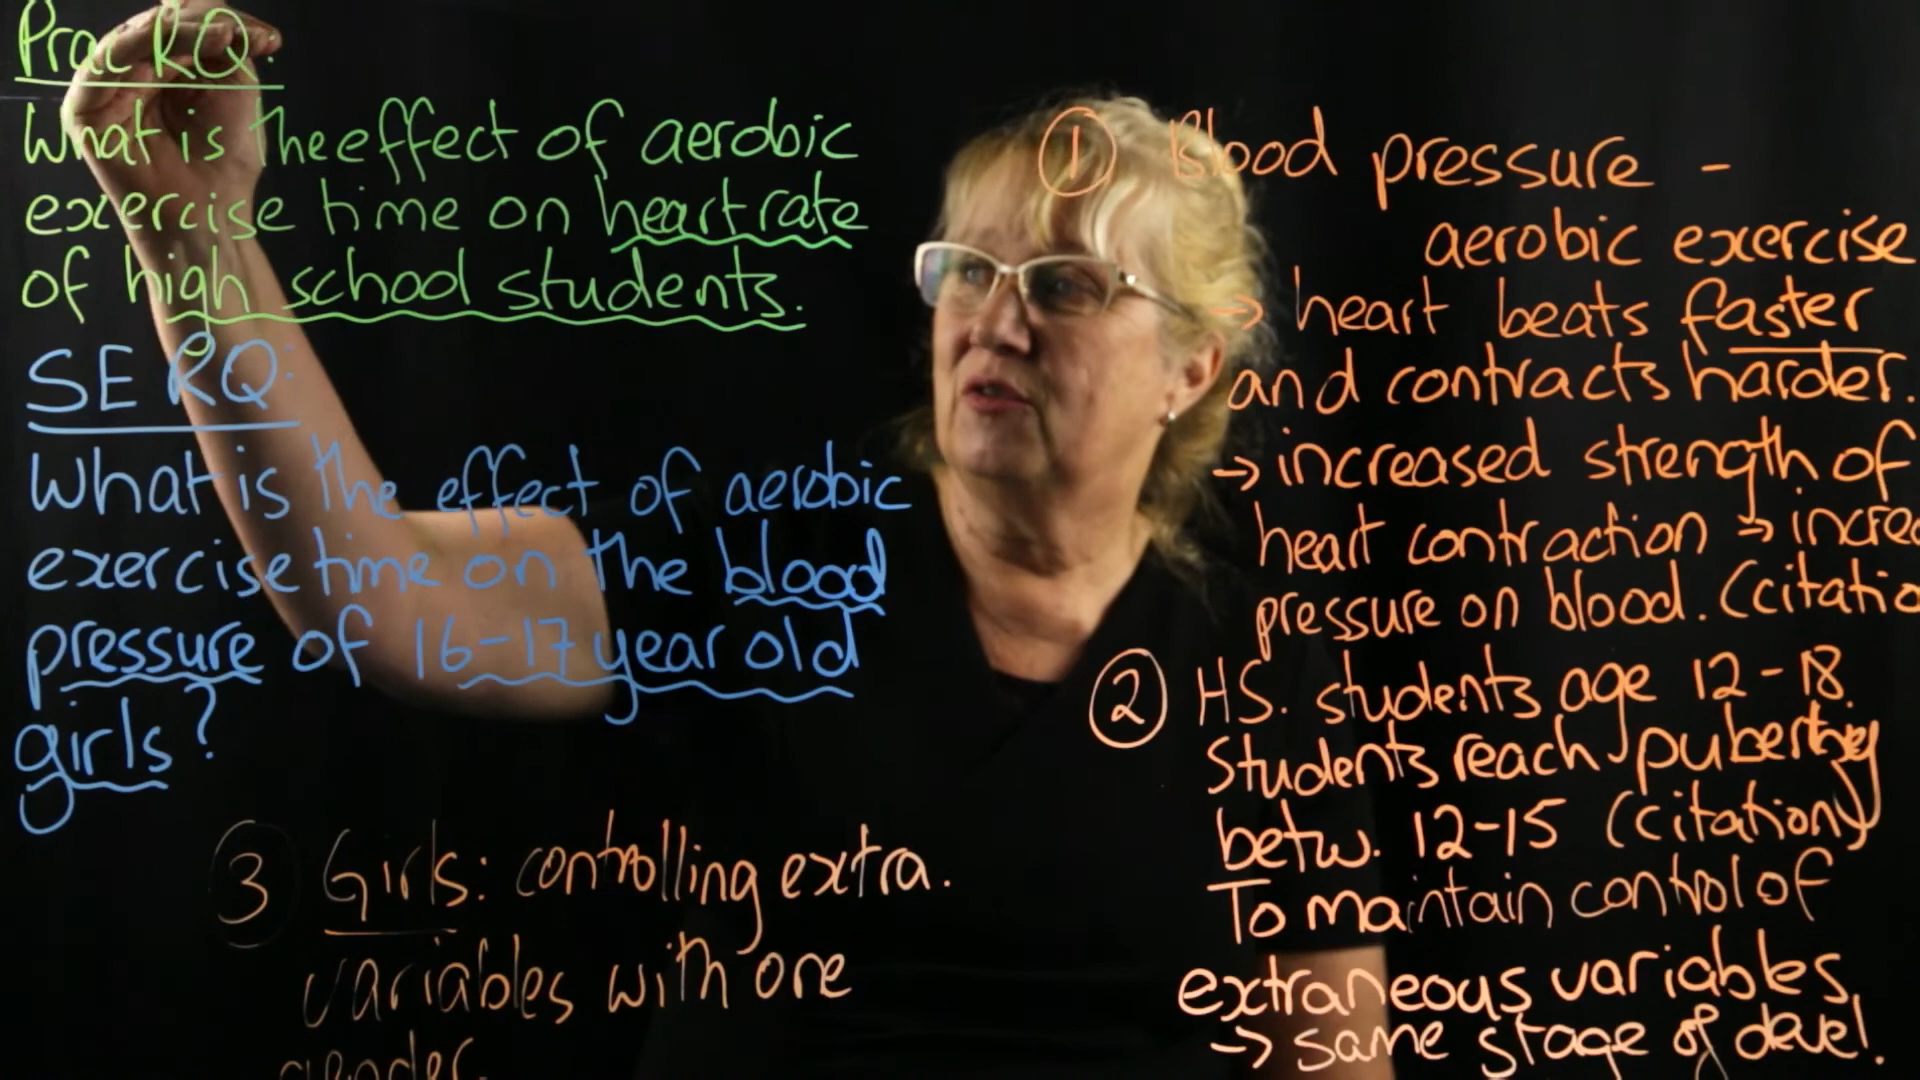 Prac RQ:
What is the effect of aerobic
exercise time on heart rate
of high school students.
SE RQ:
What is the effect of aerobic
exercise time on the blood
pressure of 16-17 year old
girls?
① Blood pressure -
aerobic exercise
→ heart beats faster
and contracts harder.
→ increased strength of
heart contraction → increa
pressure on blood. (citatio
② HS. students age 12-18.
Students reach puberty
betw. 12-15 (citation)
To maintain control of
extraneous variables,
→ same stage of devel.
③ Girls: controlling extra.
variables with one
gender.